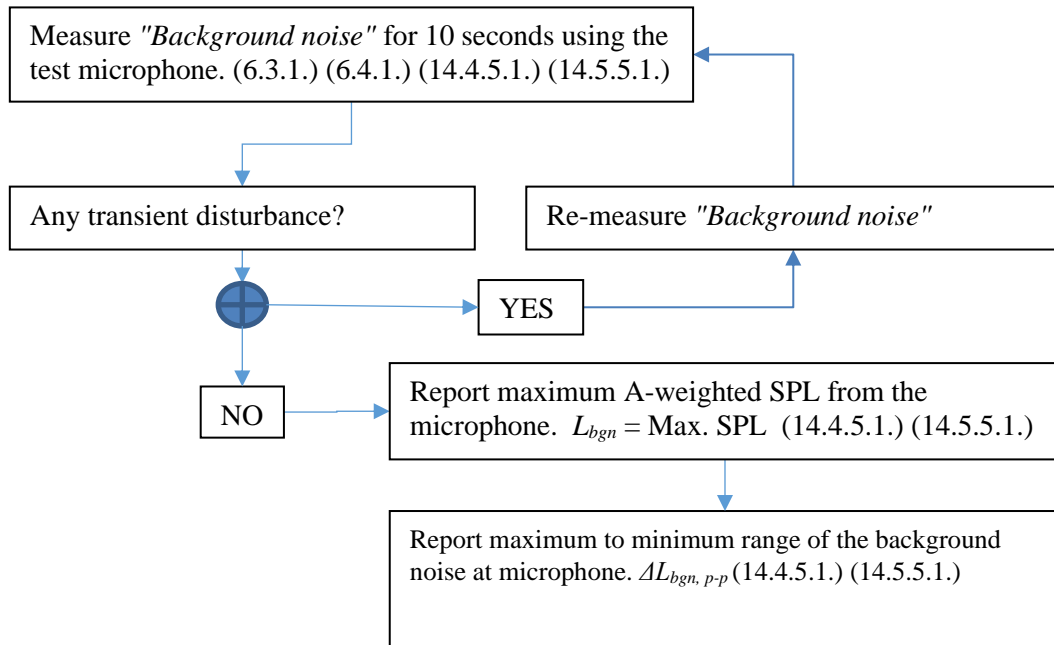 Measure "Background noise" for 10 seconds using the
test microphone. (6.3.1.) (6.4.1.) (14.4.5.1.) (14.5.5.1.)
Any transient disturbance?
Re-measure "Background noise"
YES
NO
Report maximum A-weighted SPL from the
microphone. Lbgn = Max. SPL (14.4.5.1.) (14.5.5.1.)
Report maximum to minimum range of the background
noise at microphone. ΔLbgn, p-p (14.4.5.1.) (14.5.5.1.)